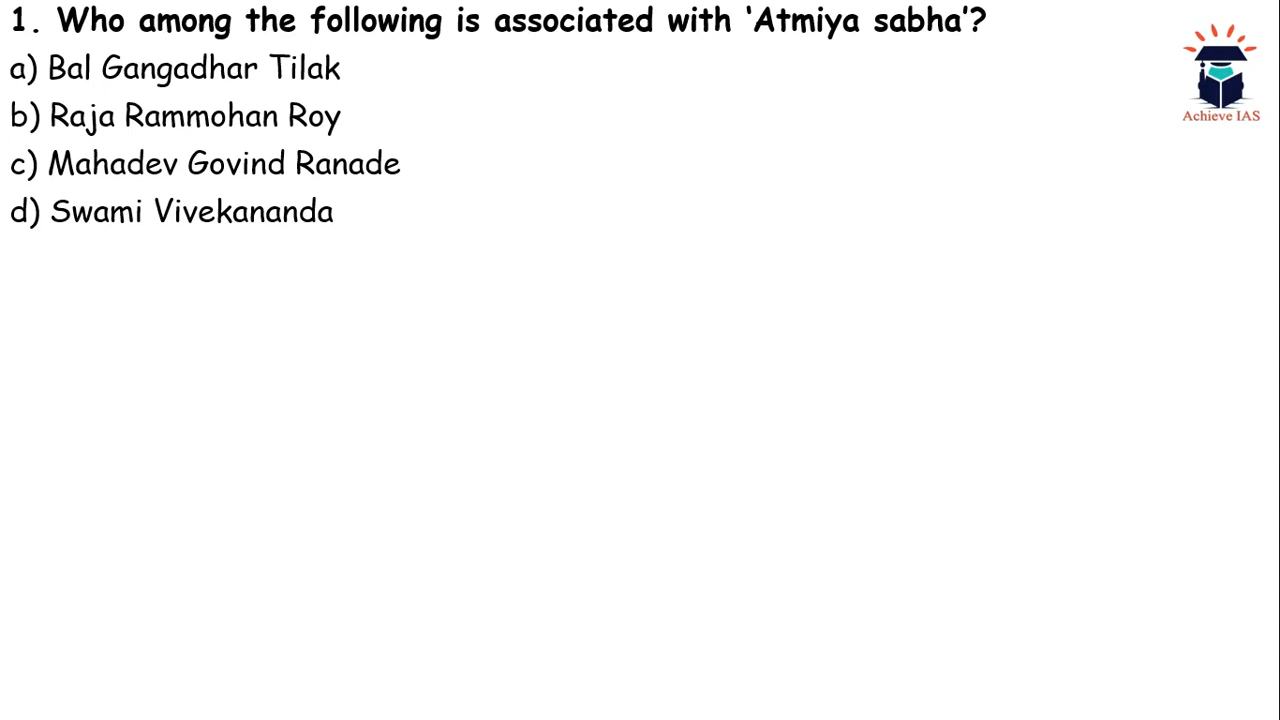 1. Who among the following is associated with ‘Atmiya sabha’?
a) Bal Gangadhar Tilak
b) Raja Rammohan Roy
c) Mahadev Govind Ranade
d) Swami Vivekananda
Achieve IAS